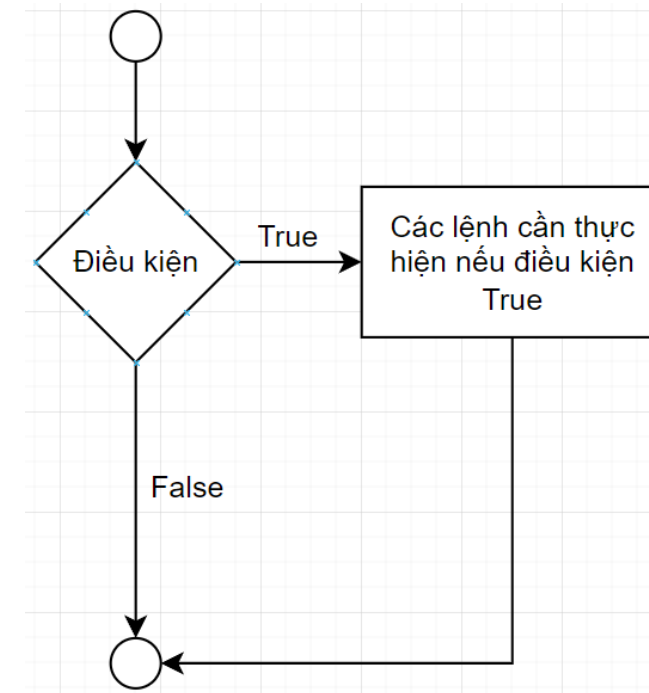 Điều kiện
True
Các lệnh cần thực
hiện nếu điều kiện
True
False